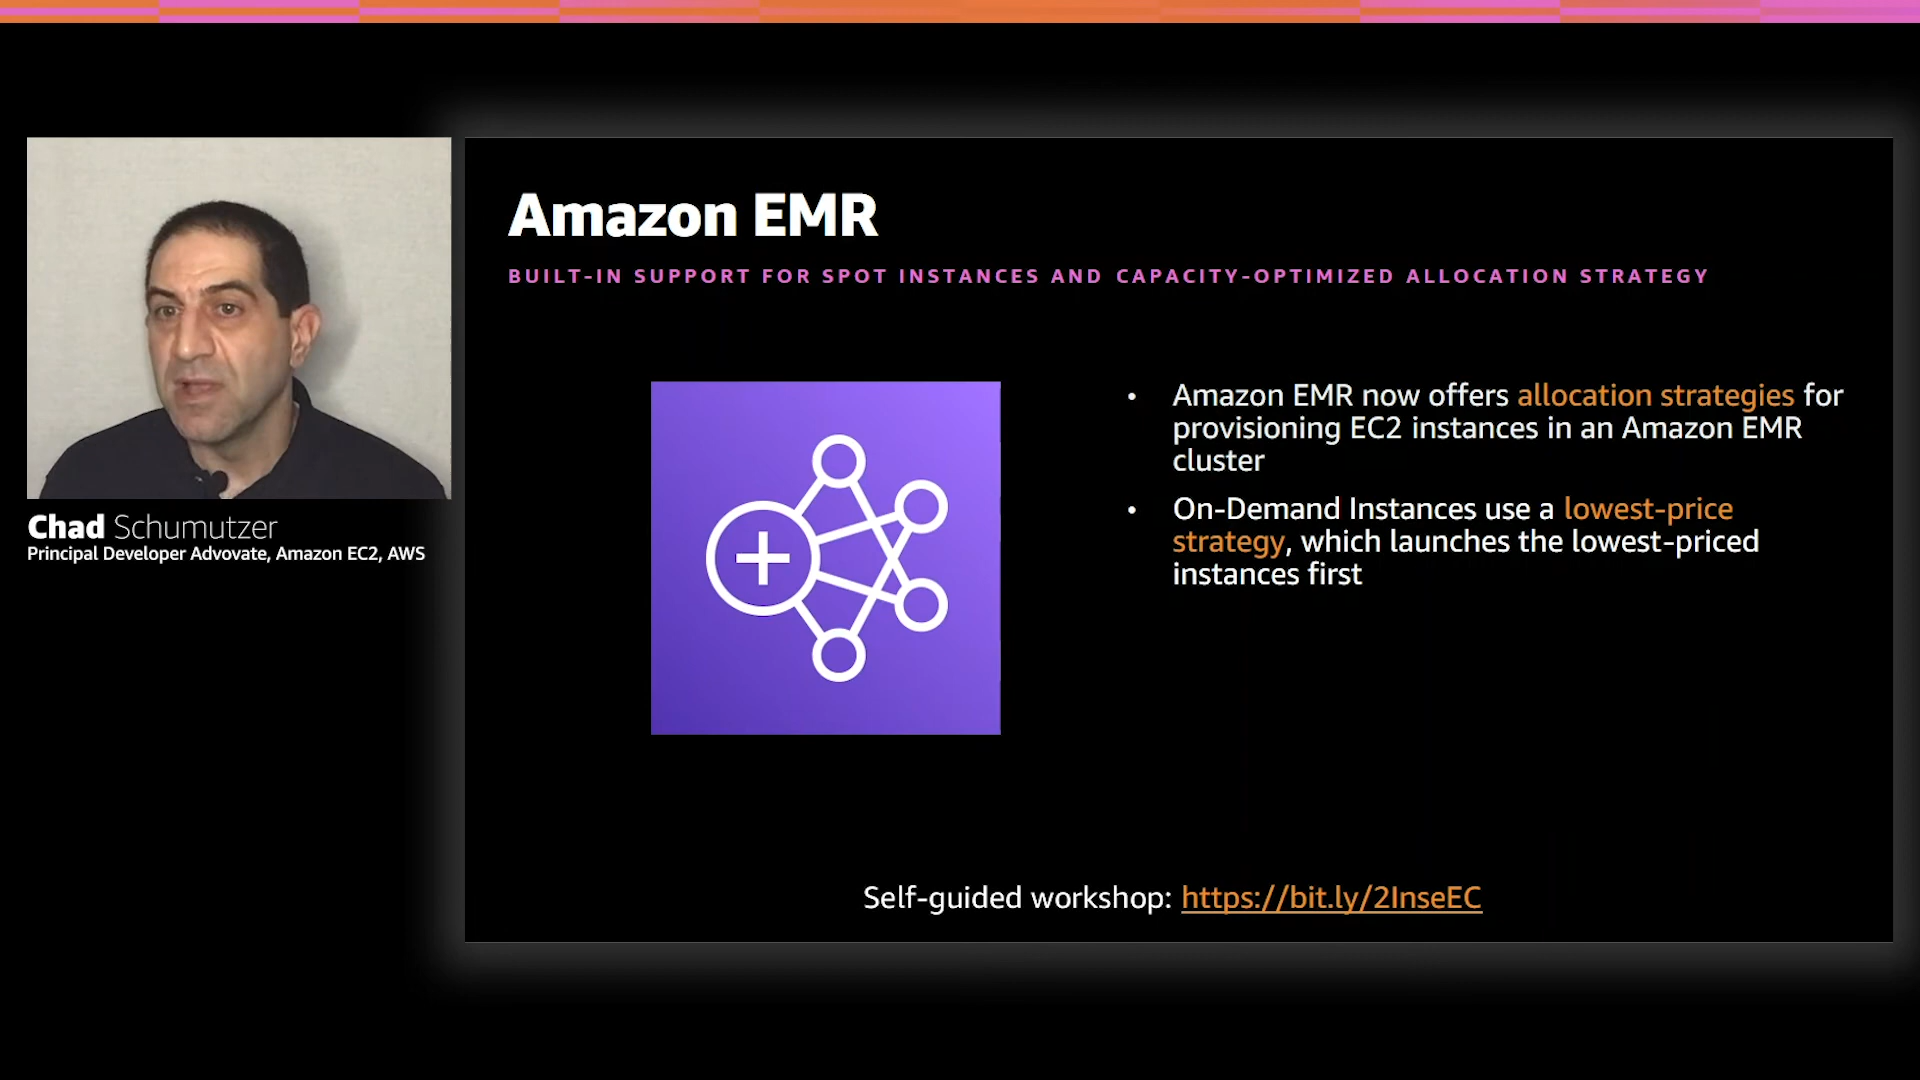 Amazon EMR
BUILT-IN SUPPORT FOR SPOT INSTANCES AND CAPACITY-OPTIMIZED ALLOCATION STRATEGY
• Amazon EMR now offers allocation strategies for
provisioning EC2 instances in an Amazon EMR
cluster
• On-Demand Instances use a lowest-price
strategy, which launches the lowest-priced
instances first
Self-guided workshop: https://bit.ly/2InseEC
Chad Schumutzer
Principal Developer Advovate, Amazon EC2, AWS